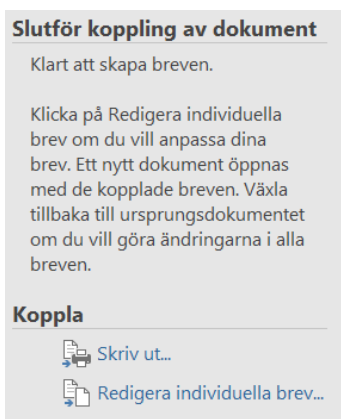 Slutför koppling av dokument
Klart att skapa breven.
Klicka på Redigera individuella
brev om du vill anpassa dina
brev. Ett nytt dokument öppnas
med de kopplade breven. Växla
tillbaka till ursprungsdokumentet
om du vill göra ändringarna i alla
breven.
Koppla
Skriv ut...
Redigera individuella brev...